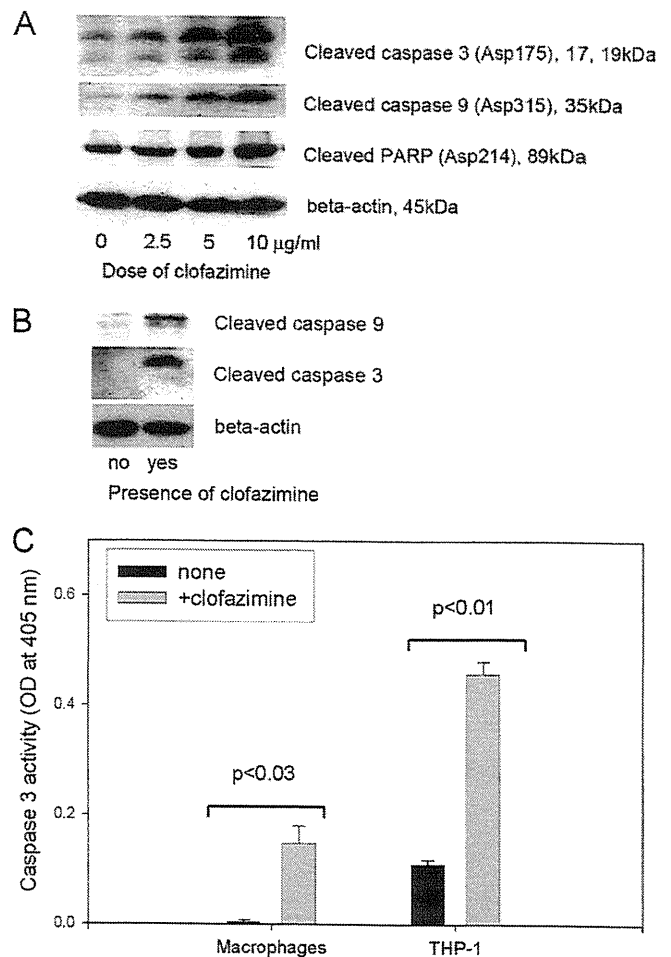 A
Cleaved caspase 3 (Asp175), 17, 19kDa
Cleaved caspase 9 (Asp315), 35kDa
Cleaved PARP (Asp214), 89kDa
beta-actin, 45kDa
0 2.5 5 10 µg/ml
Dose of clofazimine
B
Cleaved caspase 9
Cleaved caspase 3
beta-actin
no yes
Presence of clofazimine
C
none
+clofazimine
p<0.01
p<0.03
Caspase 3 activity (OD at 405 nm)
0.6
0.4
0.2
0.0
Macrophages THP-1